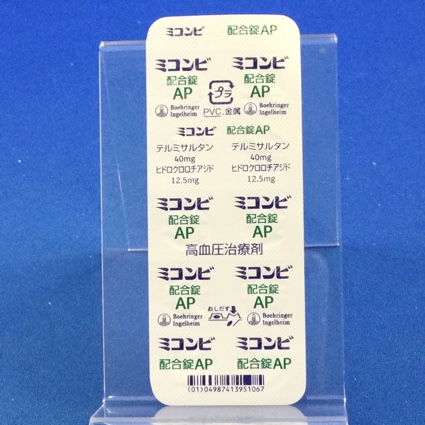 ミコンビ 配合錠AP
ミコンビ ミコンビ
配合錠 配合錠
AP AP
プラ
Boehringer Ingelheim Boehringer Ingelheim
PVC, 金属
ミコンビ 配合錠AP
テルミサルタン テルミサルタン
40mg 40mg
ヒドロクロロチアジド ヒドロクロロチアジド
12.5mg 12.5mg
ミコンビ ミコンビ
配合錠 配合錠
AP AP
高血圧治療剤
ミコンビ ミコンビ
配合錠 配合錠
AP AP
おしだす
Boehringer Ingelheim Boehringer Ingelheim
ミコンビ ミコンビ
配合錠AP 配合錠AP
(01)04987413951067